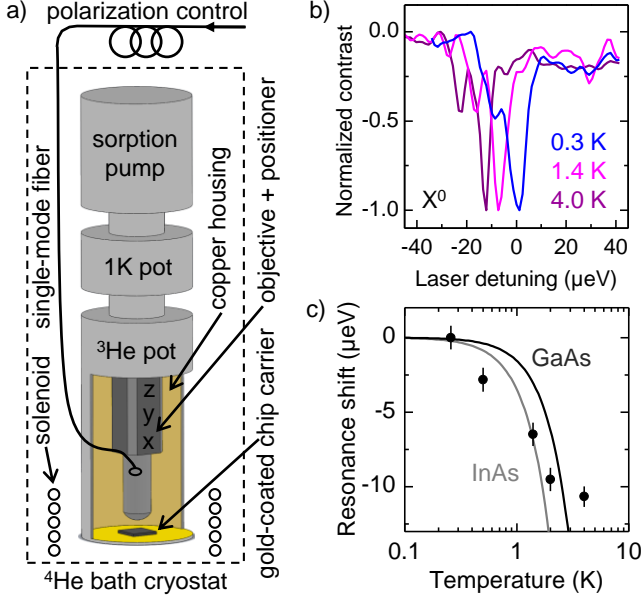 a)
polarization control
single-mode fiber
solenoid
sorption
pump
1K pot
³He pot
z
y
x
copper housing
objective + positioner
gold-coated chip carrier
⁴He bath cryostat
b)
Normalized contrast
0.0
-0.5
-1.0
0.3 K
1.4 K
4.0 K
X⁰
-40 -20 0 20 40
Laser detuning (µeV)
c)
Resonance shift (µeV)
0
-5
-10
GaAs
InAs
0.1 1 10
Temperature (K)